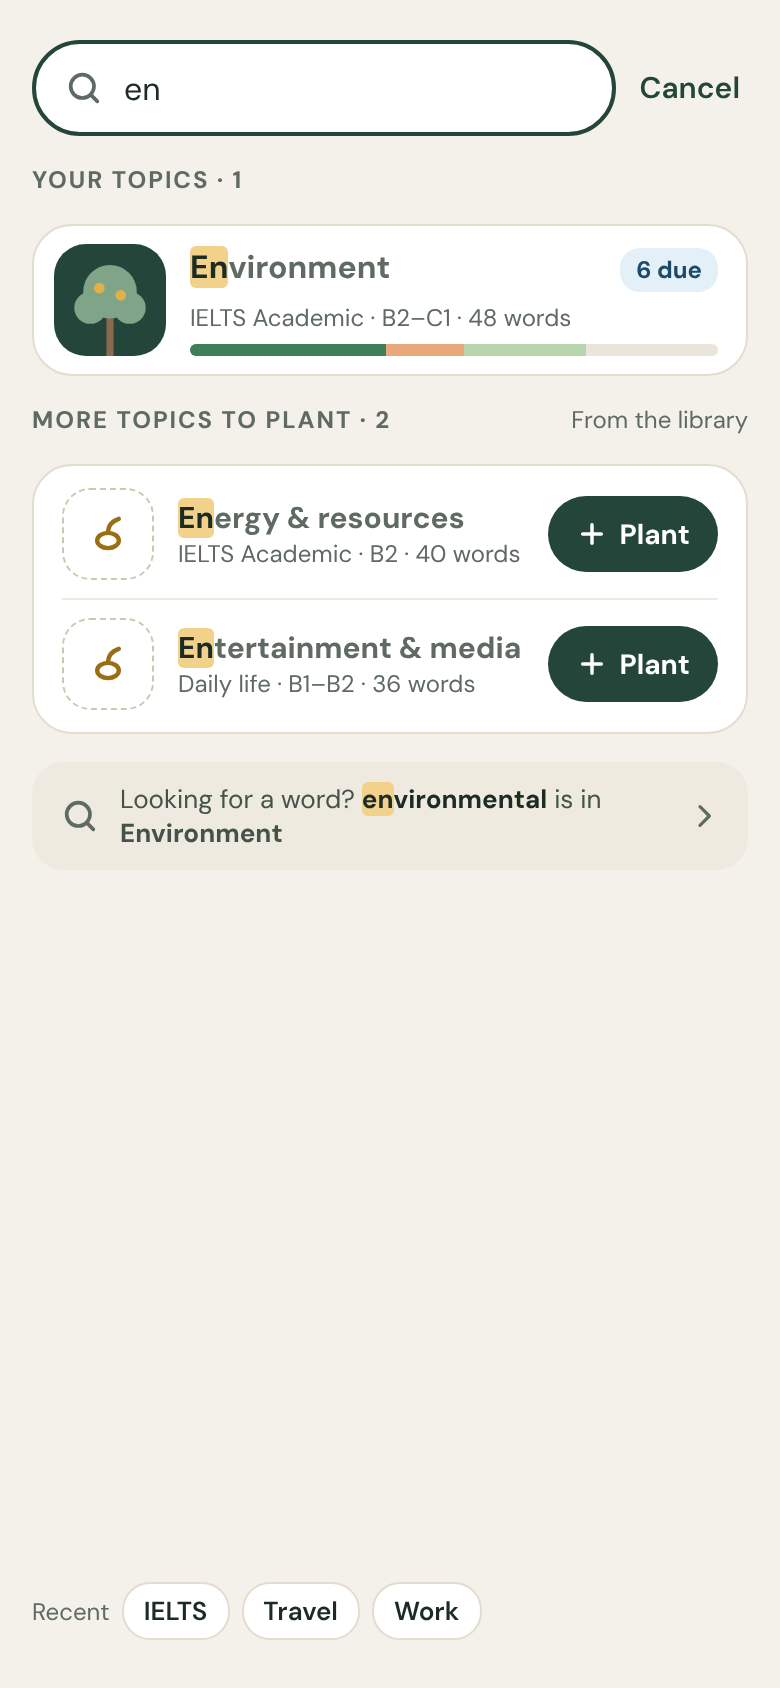 en
Cancel
YOUR TOPICS · 1
Environment
6 due
IELTS Academic · B2–C1 · 48 words
MORE TOPICS TO PLANT · 2
From the library
Energy & resources
IELTS Academic · B2 · 40 words
+ Plant
Entertainment & media
Daily life · B1–B2 · 36 words
+ Plant
Looking for a word? environmental is in
Environment
Recent
IELTS
Travel
Work